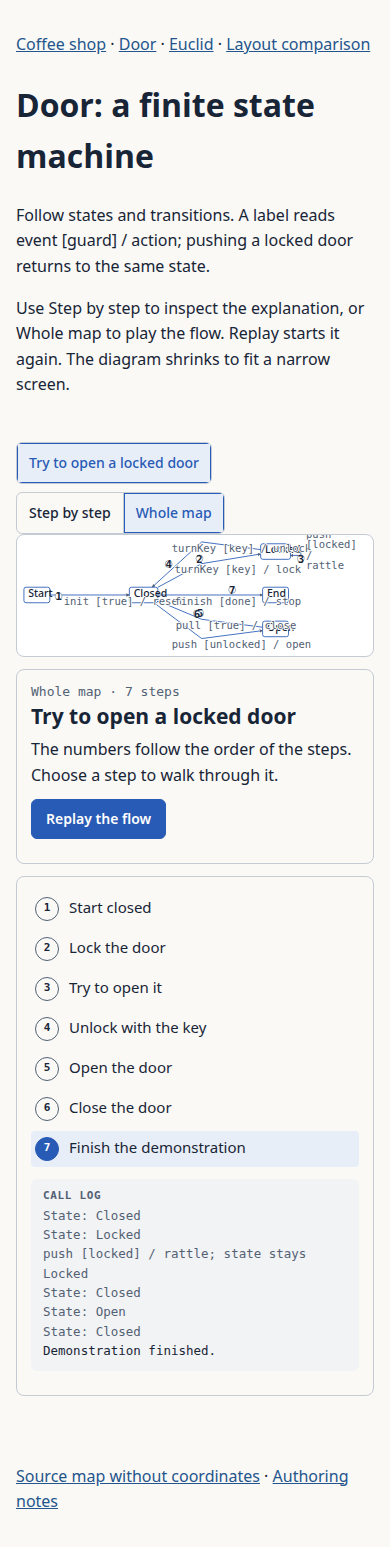 Coffee shop · Door · Euclid · Layout comparison
Door: a finite state
machine
Follow states and transitions. A label reads
event [guard] / action; pushing a locked door
returns to the same state.
Use Step by step to inspect the explanation, or
Whole map to play the flow. Replay starts it
again. The diagram shrinks to fit a narrow
screen.
Try to open a locked door
Step by step Whole map
push
[locked]
/
rattle
turnKey [key] / unlock
4 2 3
turnKey [key] / lock
Start 1 Closed 7 End
init [true] / reset finish [done] / stop
6
pull [true] / close
push [unlocked] / open
Whole map · 7 steps
Try to open a locked door
The numbers follow the order of the steps.
Choose a step to walk through it.
Replay the flow
1 Start closed
2 Lock the door
3 Try to open it
4 Unlock with the key
5 Open the door
6 Close the door
7 Finish the demonstration
CALL LOG
State: Closed
State: Locked
push [locked] / rattle; state stays
Locked
State: Closed
State: Open
State: Closed
Demonstration finished.
Source map without coordinates · Authoring
notes